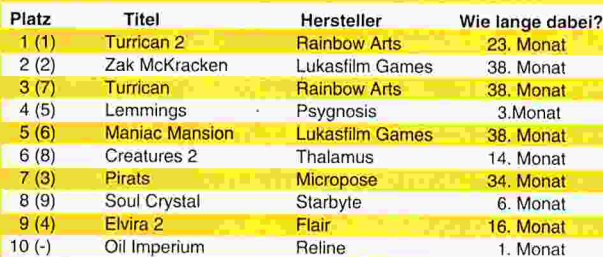 Platz Titel Hersteller Wie lange dabei?
1 (1) Turrican 2 Rainbow Arts 23. Monat
2 (2) Zak McKracken Lukasfilm Games 38. Monat
3 (7) Turrican Rainbow Arts 38. Monat
4 (5) Lemmings Psygnosis 3.Monat
5 (6) Maniac Mansion Lukasfilm Games 38. Monat
6 (8) Creatures 2 Thalamus 14. Monat
7 (3) Pirats Micropose 34. Monat
8 (9) Soul Crystal Starbyte 6. Monat
9 (4) Elvira 2 Flair 16. Monat
10 (-) Oil Imperium Reline 1. Monat